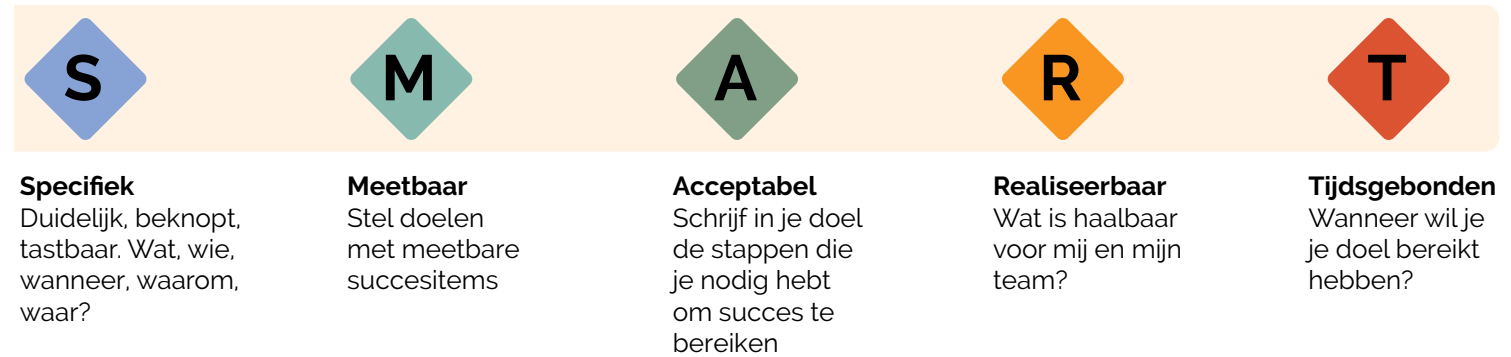 S
M
A
R
T
Specifiek
Duidelijk, beknopt,
tastbaar. Wat, wie,
wanneer, waarom,
waar?
Meetbaar
Stel doelen
met meetbare
succesitems
Acceptabel
Schrijf in je doel
de stappen die
je nodig hebt
om succes te
bereiken
Realiseerbaar
Wat is haalbaar
voor mij en mijn
team?
Tijdsgebonden
Wanneer wil je
je doel bereikt
hebben?